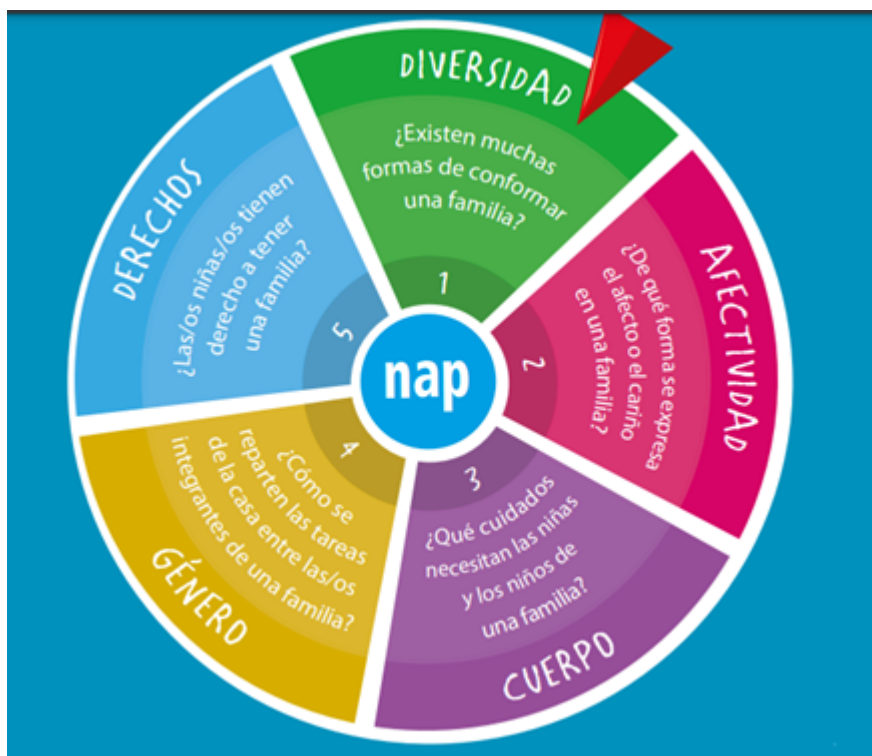 DIVERSIDAD
¿Existen muchas
formas de conformar
una familia?
1
AFECTIVIDAD
¿De qué forma se expresa
el afecto o el cariño
en una familia?
2
CUERPO
¿Qué cuidados
necesitan las niñas
y los niños de
una familia?
3
GÉNERO
¿Cómo se
reparten las tareas
de la casa entre las/os
integrantes de una familia?
4
DERECHOS
¿Las/os niñas/os tienen
derecho a tener
una familia?
5
nap